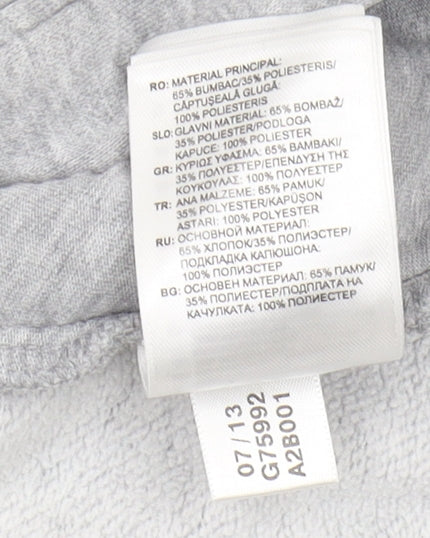 RO: MATERIAL PRINCIPAL:
65% BUMBAC/35% POLIESTERIS/
CĂPTUŞEALĂ GLUGĂ:
100% POLIESTERIS
SLO: GLAVNI MATERIAL: 65% BOMBAŽ/
35% POLIESTER/PODLOGA
KAPUCE: 100% POLIESTER
GR: ΚΥΡΙΩΣ ΥΦΑΣΜΑ: 65% ΒΑΜΒΑΚΙ/
35% ΠΟΛΥΕΣΤΕΡ/ΕΠΕΝΔΥΣΗ ΤΗΣ
ΚΟΥΚΟΥΛΑΣ: 100% ΠΟΛΥΕΣΤΕΡ
TR: ANA MALZEME: 65% PAMUK/
35% POLYESTER/KAPÜŞON
ASTARI: 100% POLYESTER
RU: ОСНОВНОЙ МАТЕРИАЛ:
65% ХЛОПОК/35% ПОЛИЭСТЕР/
ПОДКЛАДКА КАПЮШОНА:
100% ПОЛИЭСТЕР
BG: ОСНОВЕН МАТЕРИАЛ: 65% ПАМУК/
35% ПОЛИЕСТЕР/ПОДПЛАТА НА
КАЧУЛКАТА: 100% ПОЛИЕСТЕР
07 / 13
G75992
A2B001